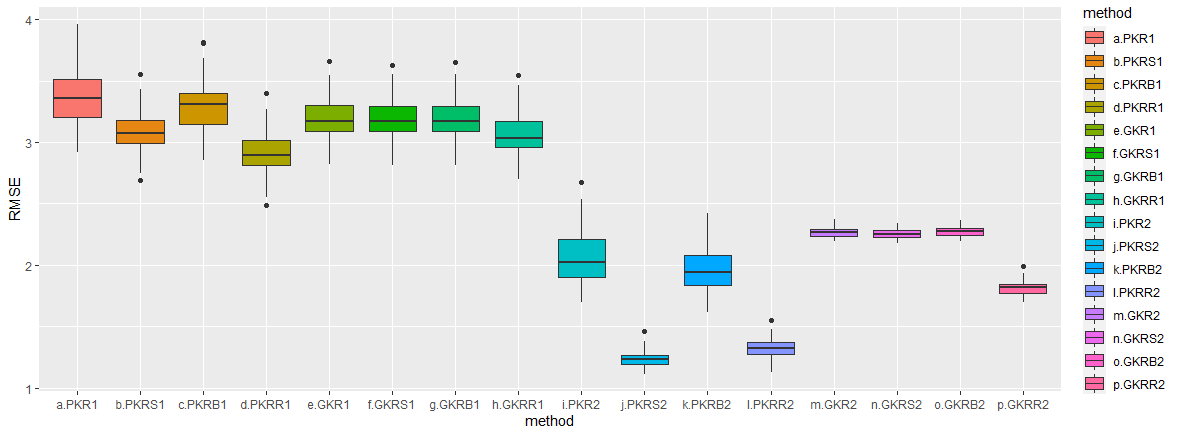 RMSE
4
3
2
1
a.PKR1 b.PKRS1 c.PKRB1 d.PKRR1 e.GKR1 f.GKRS1 g.GKRB1 h.GKRR1 i.PKR2 j.PKRS2 k.PKRB2 l.PKRR2 m.GKR2 n.GKRS2 o.GKRB2 p.GKRR2
method
method
a.PKR1
b.PKRS1
c.PKRB1
d.PKRR1
e.GKR1
f.GKRS1
g.GKRB1
h.GKRR1
i.PKR2
j.PKRS2
k.PKRB2
l.PKRR2
m.GKR2
n.GKRS2
o.GKRB2
p.GKRR2